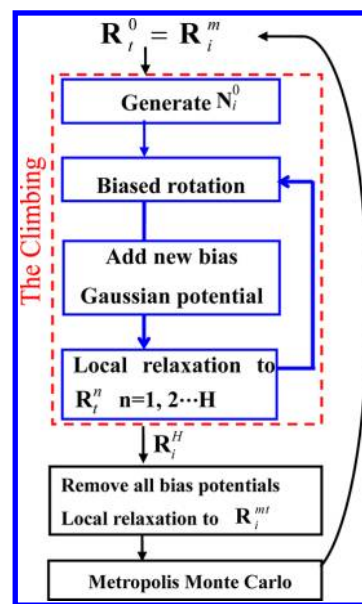 R_t^0 = R_i^m
The Climbing
Generate N_i^0
Biased rotation
Add new bias
Gaussian potential
Local relaxation to
R_t^n n=1, 2···H
R_i^H
Remove all bias potentials
Local relaxation to R_i^{mt}
Metropolis Monte Carlo